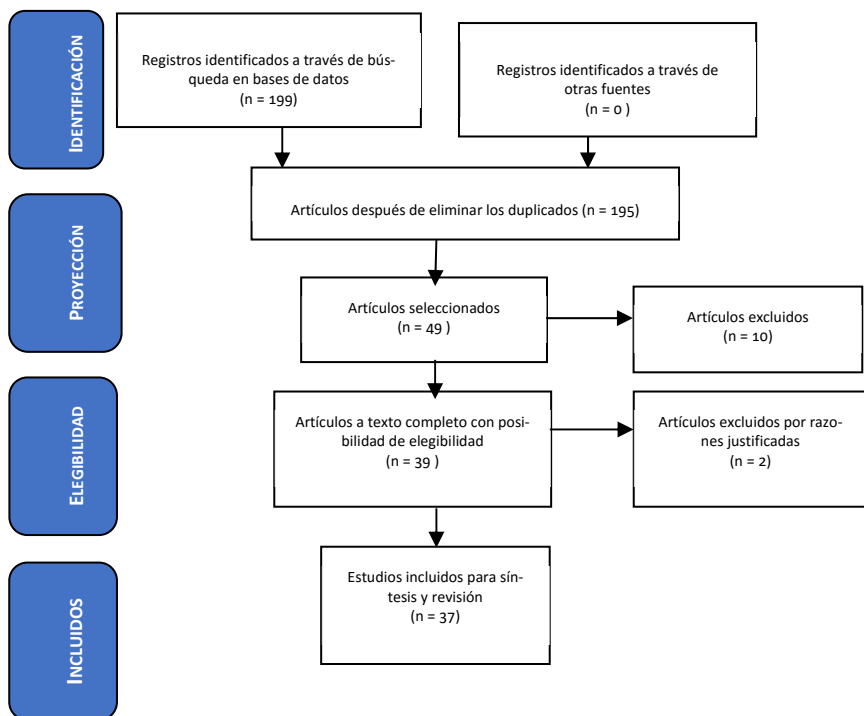 IDENTIFICACIÓN
Registros identificados a través de bús-
queda en bases de datos
(n = 199)
Registros identificados a través de
otras fuentes
(n = 0 )
Artículos después de eliminar los duplicados (n = 195)
PROYECCIÓN
Artículos seleccionados
(n = 49 )
Artículos excluidos
(n = 10)
ELEGIBILIDAD
Artículos a texto completo con posi-
bilidad de elegibilidad
(n = 39 )
Artículos excluidos por razo-
nes justificadas
(n = 2)
INCLUIDOS
Estudios incluidos para sín-
tesis y revisión
(n = 37)